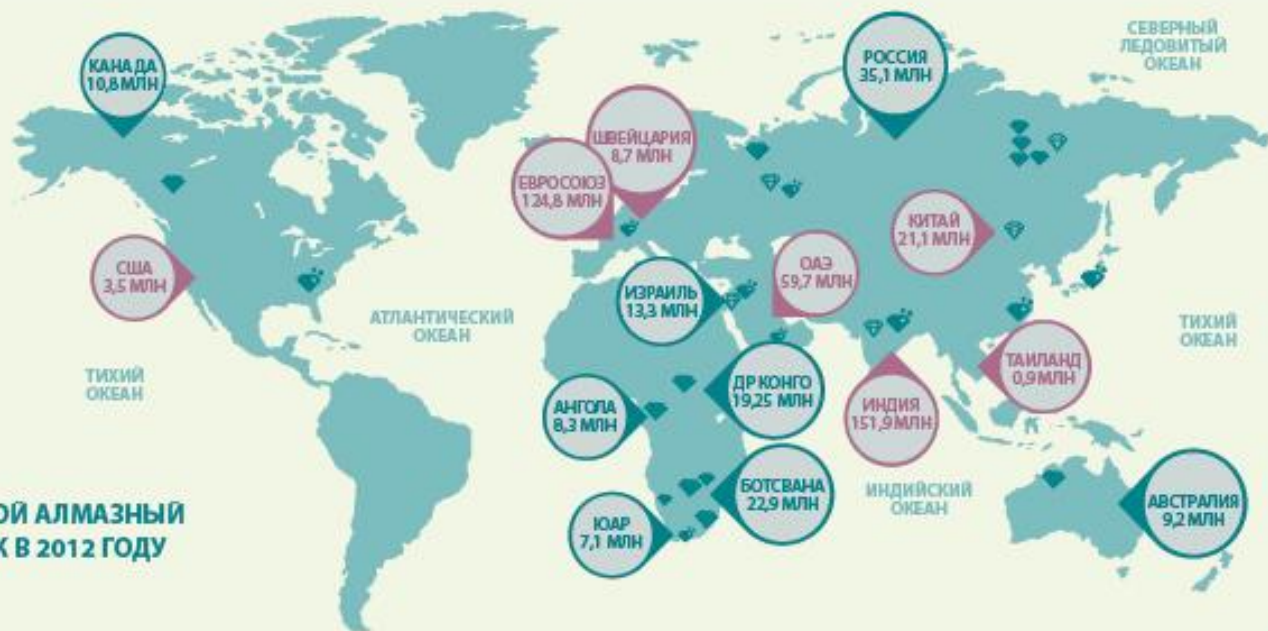 СЕВЕРНЫЙ
ЛЕДОВИТЫЙ
ОКЕАН
КАНАДА
10,8 МЛН
РОССИЯ
35,1 МЛН
ШВЕЙЦАРИЯ
8,7 МЛН
ЕВРОСОЮЗ
124,8 МЛН
КИТАЙ
21,1 МЛН
США
3,5 МЛН
ОАЭ
59,7 МЛН
ИЗРАИЛЬ
13,3 МЛН
АТЛАНТИЧЕСКИЙ
ОКЕАН
ТИХИЙ
ОКЕАН
ТИХИЙ
ОКЕАН
ТАИЛАНД
0,9 МЛН
ДР КОНГО
19,25 МЛН
АНГОЛА
8,3 МЛН
ИНДИЯ
151,9 МЛН
БОТСВАНА
22,9 МЛН
ИНДИЙСКИЙ
ОКЕАН
АВСТРАЛИЯ
9,2 МЛН
ЮАР
7,1 МЛН
ОЙ АЛМАЗНЫЙ
К В 2012 ГОДУ